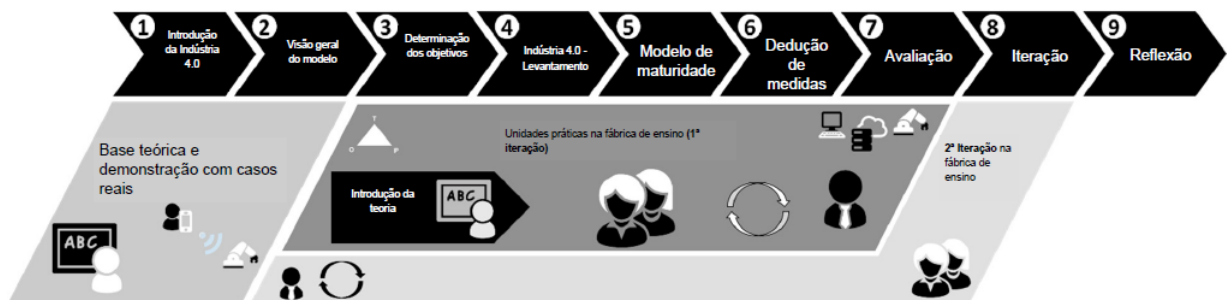 1
Introdução
da Indústria
4.0
2
Visão geral
do modelo
3
Determinação
dos objetivos
4
Indústria 4.0 -
Levantamento
5
Modelo de
maturidade
6
Dedução
de
medidas
7
Avaliação
8
Iteração
9
Reflexão
Base teórica e
demonstração com casos
reais
ABC
T
O
P
Unidades práticas na fábrica de ensino (1ª
iteração)
Introdução da
teoria
ABC
2ª Iteração na
fábrica de
ensino